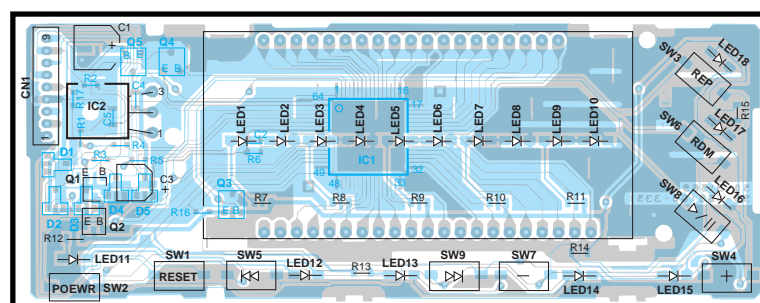 C1
Q5
Q4
B
B
E
E B
9
CN1
R2
C4
3
R17
IC2
C5
R1
1
1
R4
D1
R3
R5
E B
Q1
C3
D2
D4
D5
E B
Q2
R12
R16
LED11
POEWR
SW2
64
16
17
LED1
LED2
LED3
LED4
LED5
LED6
LED7
LED8
LED9
LED10
C2
R6
IC1
49
48
32
33
Q3
E B
R7
R8
R9
R10
R11
SW1
RESET
SW5
LED12
R13
LED13
SW9
SW7
R14
LED14
LED15
SW4
SW3
REP
LED18
R15
SW6
RDM
LED17
SW8
LED16